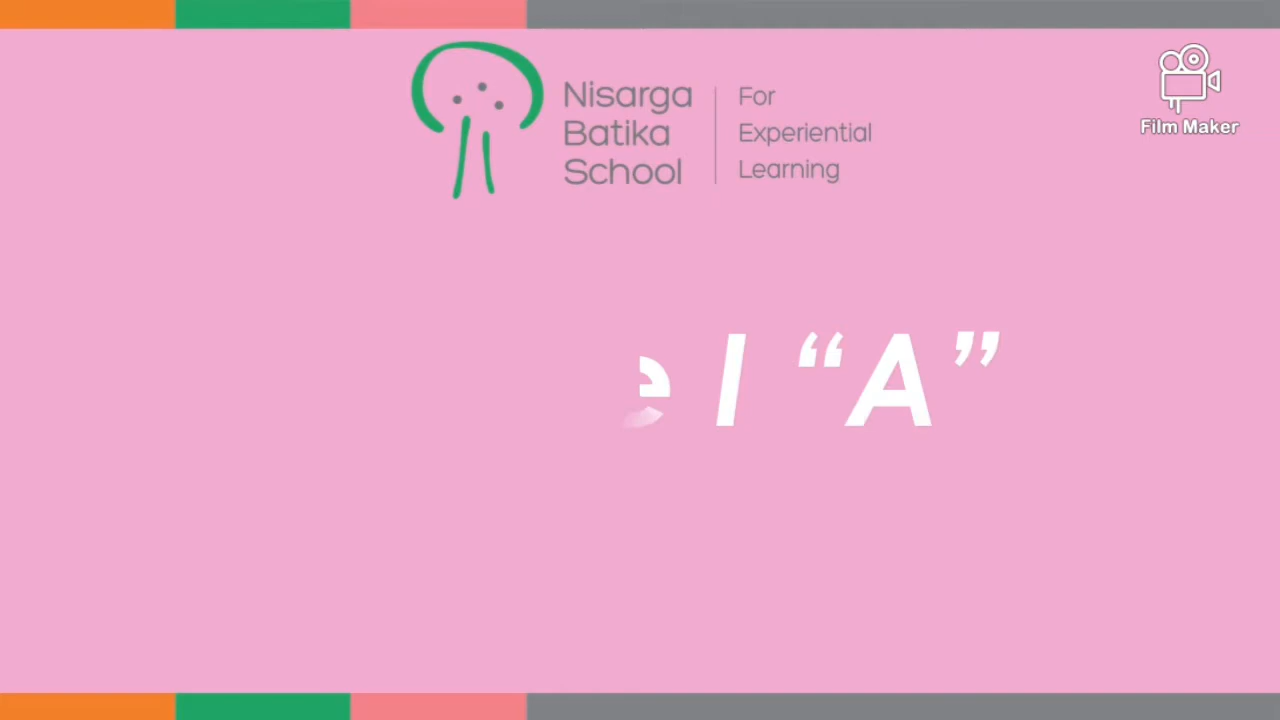 Nisarga
Batika
School
For
Experiential
Learning
Film Maker
I “A”